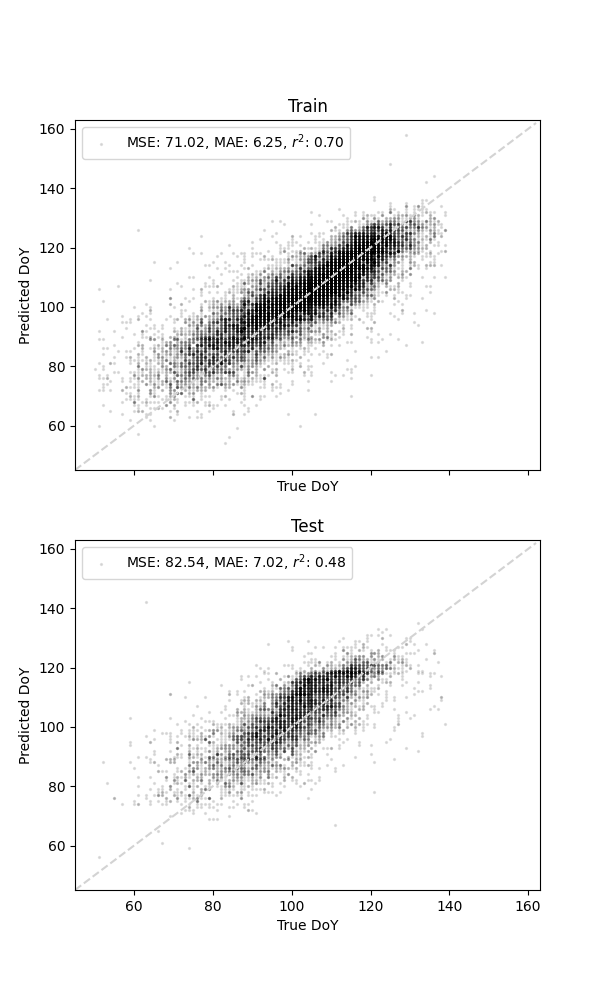 Train
MSE: 71.02, MAE: 6.25, r²: 0.70
160
140
120
100
80
60
Predicted DoY
True DoY
Test
MSE: 82.54, MAE: 7.02, r²: 0.48
160
140
120
100
80
60
Predicted DoY
60 80 100 120 140 160
True DoY